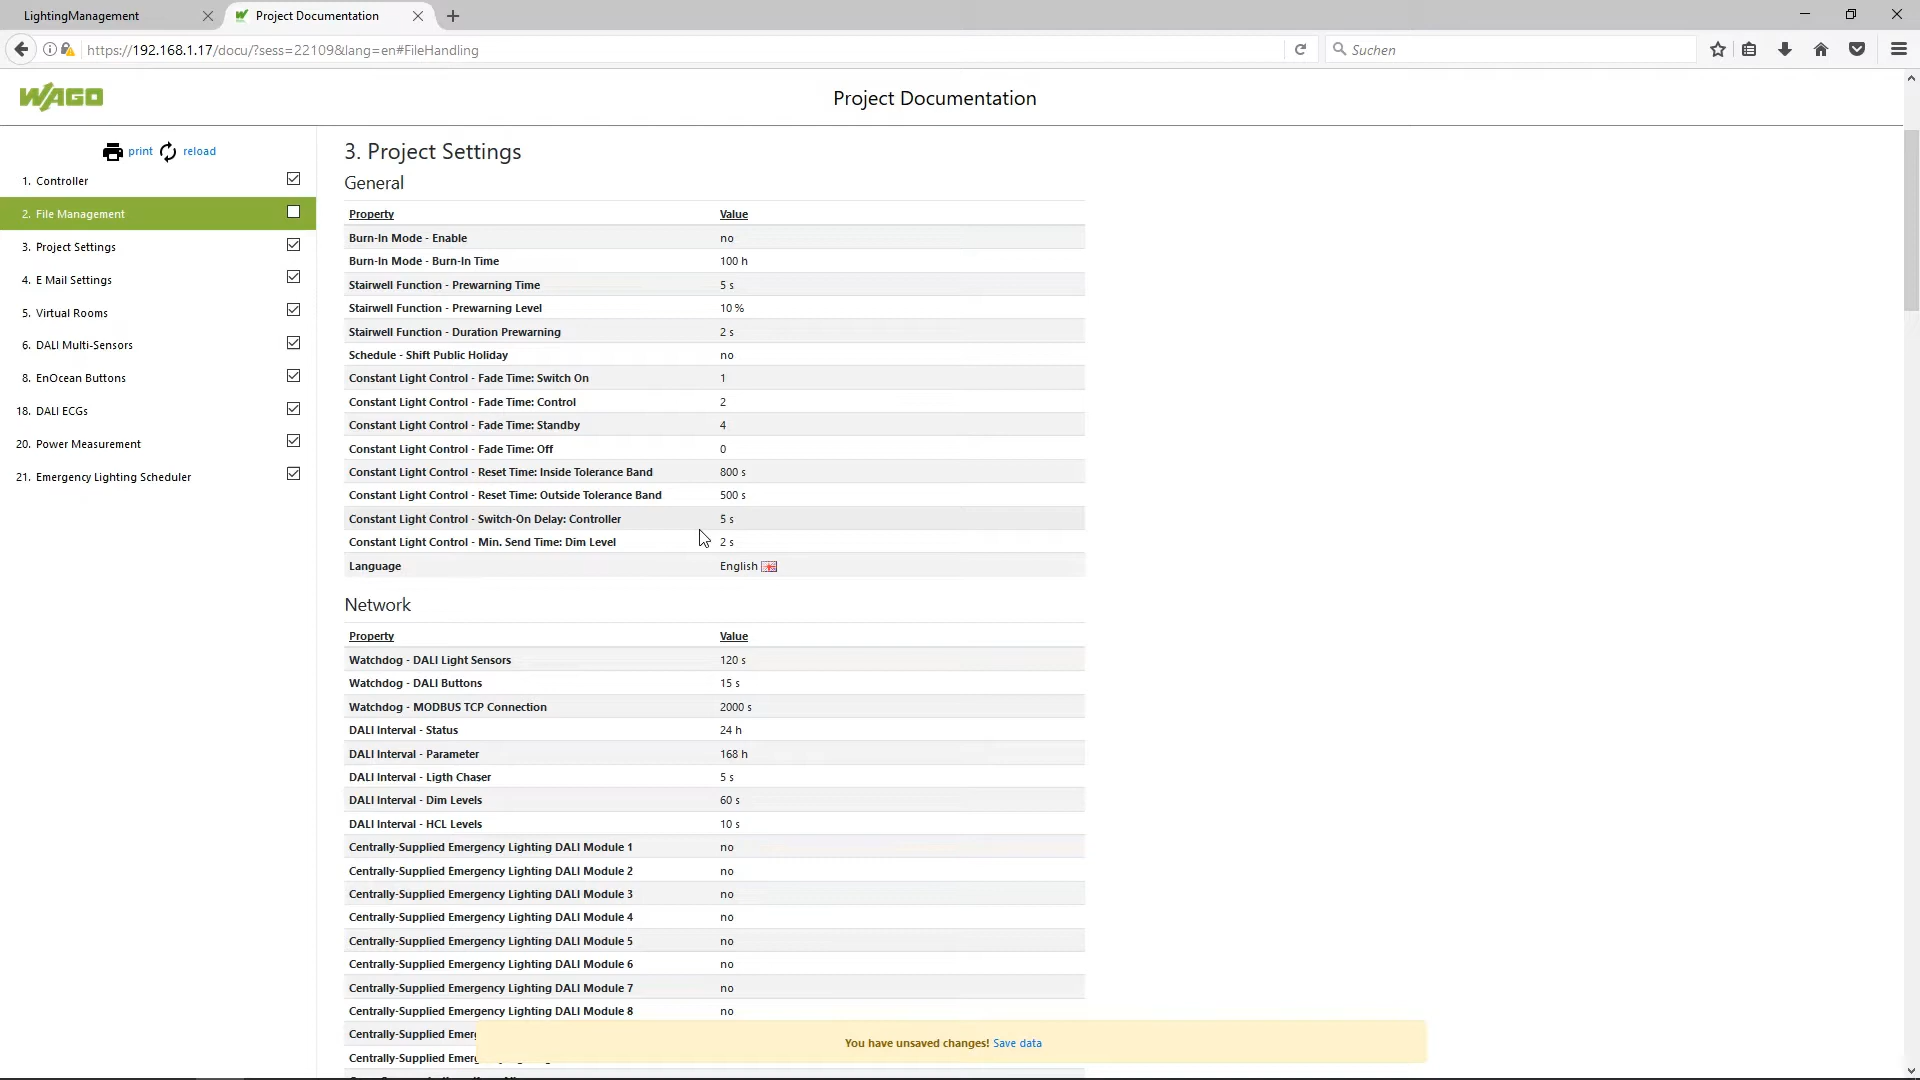 LightingManagement
Project Documentation
https://192.168.1.17/docu/?sess=22109&lang=en#FileHandling
Suchen
WAGO
Project Documentation
print reload
1. Controller
2. File Management
3. Project Settings
4. E Mail Settings
5. Virtual Rooms
6. DALI Multi-Sensors
8. EnOcean Buttons
18. DALI ECGs
20. Power Measurement
21. Emergency Lighting Scheduler
3. Project Settings
General
Property Value
Burn-In Mode - Enable no
Burn-In Mode - Burn-In Time 100 h
Stairwell Function - Prewarning Time 5 s
Stairwell Function - Prewarning Level 10 %
Stairwell Function - Duration Prewarning 2 s
Schedule - Shift Public Holiday no
Constant Light Control - Fade Time: Switch On 1
Constant Light Control - Fade Time: Control 2
Constant Light Control - Fade Time: Standby 4
Constant Light Control - Fade Time: Off 0
Constant Light Control - Reset Time: Inside Tolerance Band 800 s
Constant Light Control - Reset Time: Outside Tolerance Band 500 s
Constant Light Control - Switch-On Delay: Controller 5 s
Constant Light Control - Min. Send Time: Dim Level 2 s
Language English
Network
Property Value
Watchdog - DALI Light Sensors 120 s
Watchdog - DALI Buttons 15 s
Watchdog - MODBUS TCP Connection 2000 s
DALI Interval - Status 24 h
DALI Interval - Parameter 168 h
DALI Interval - Ligth Chaser 5 s
DALI Interval - Dim Levels 60 s
DALI Interval - HCL Levels 10 s
Centrally-Supplied Emergency Lighting DALI Module 1 no
Centrally-Supplied Emergency Lighting DALI Module 2 no
Centrally-Supplied Emergency Lighting DALI Module 3 no
Centrally-Supplied Emergency Lighting DALI Module 4 no
Centrally-Supplied Emergency Lighting DALI Module 5 no
Centrally-Supplied Emergency Lighting DALI Module 6 no
Centrally-Supplied Emergency Lighting DALI Module 7 no
Centrally-Supplied Emergency Lighting DALI Module 8 no
Centrally-Supplied Emer
Centrally-Supplied Emer
You have unsaved changes! Save data